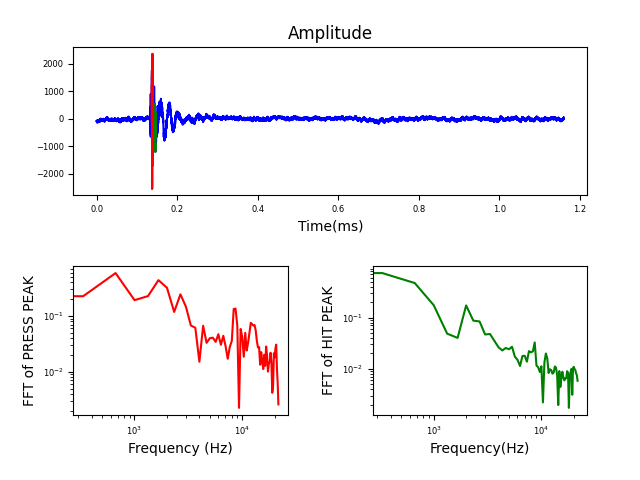 Amplitude
2000
1000
0
−1000
−2000
0.0 0.2 0.4 0.6 0.8 1.0 1.2
Time(ms)
FFT of PRESS PEAK
10⁻¹
10⁻²
10³ 10⁴
Frequency (Hz)
FFT of HIT PEAK
10⁻¹
10⁻²
10³ 10⁴
Frequency(Hz)